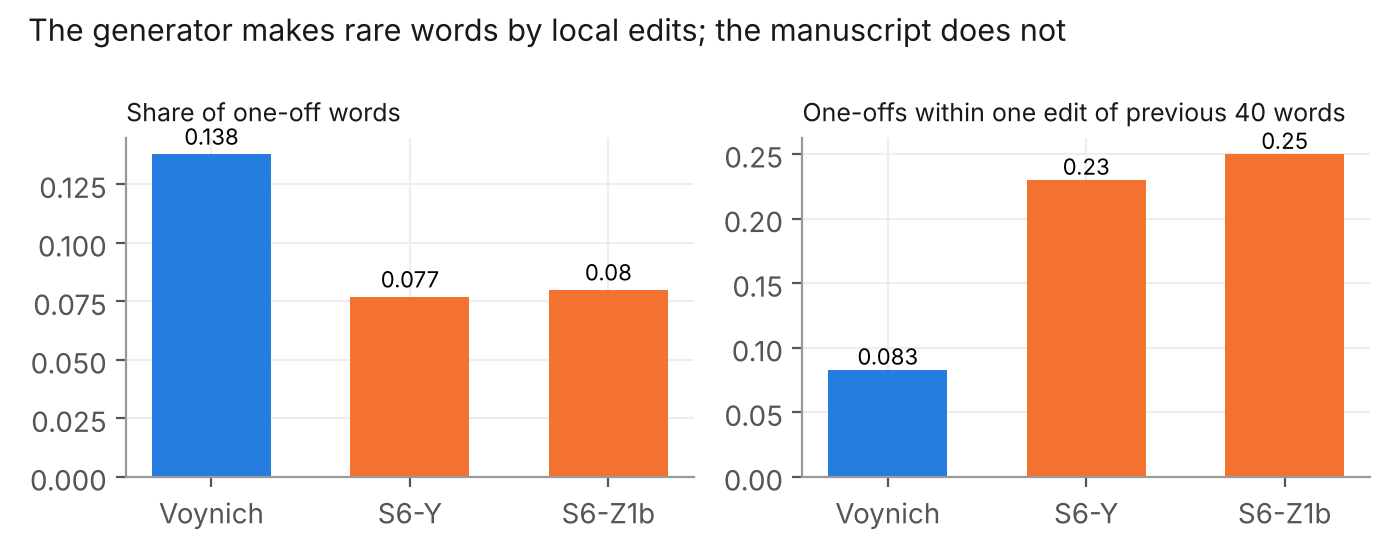 The generator makes rare words by local edits; the manuscript does not
Share of one-off words
0.138
0.077
0.08
0.125
0.100
0.075
0.050
0.025
0.000
Voynich
S6-Y
S6-Z1b
One-offs within one edit of previous 40 words
0.083
0.23
0.25
0.25
0.20
0.15
0.10
0.05
0.00
Voynich
S6-Y
S6-Z1b